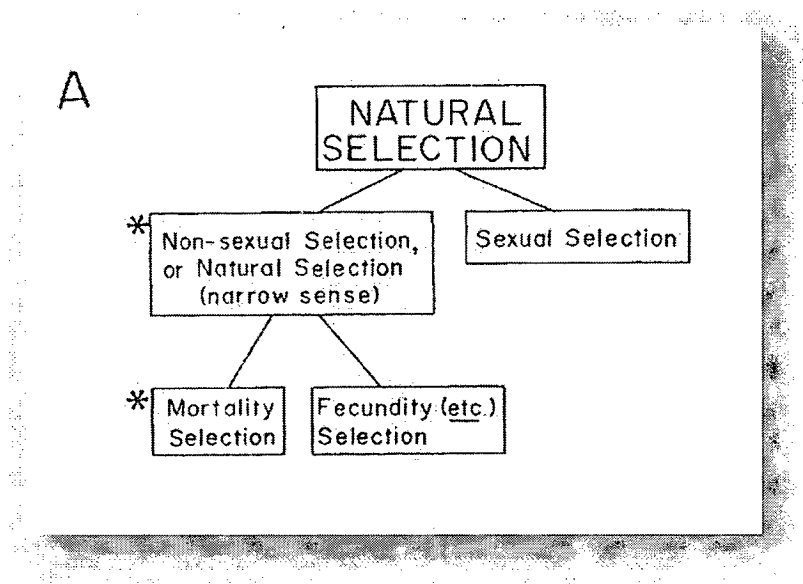 A
NATURAL
SELECTION
* Non-sexual Selection,
or Natural Selection
(narrow sense)
Sexual Selection
* Mortality
Selection
Fecundity (etc.)
Selection